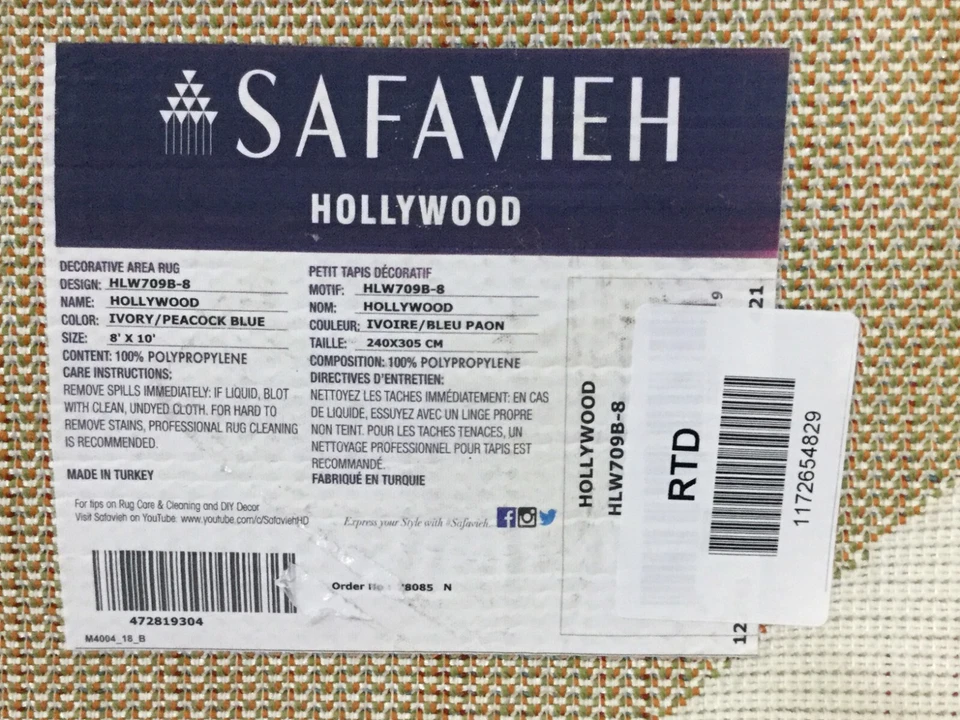 SAFAVIEH
HOLLYWOOD
DECORATIVE AREA RUG
DESIGN: HLW709B-8
NAME: HOLLYWOOD
COLOR: IVORY/PEACOCK BLUE
SIZE: 8' X 10'
CONTENT: 100% POLYPROPYLENE
CARE INSTRUCTIONS:
REMOVE SPILLS IMMEDIATELY: IF LIQUID, BLOT
WITH CLEAN, UNDYED CLOTH. FOR HARD TO
REMOVE STAINS, PROFESSIONAL RUG CLEANING
IS RECOMMENDED.
MADE IN TURKEY
PETIT TAPIS DÉCORATIF
MOTIF: HLW709B-8
NOM: HOLLYWOOD
COULEUR: IVOIRE/BLEU PAON
TAILLE: 240X305 CM
COMPOSITION: 100% POLYPROPYLENE
DIRECTIVES D'ENTRETIEN:
NETTOYEZ LES TACHES IMMÉDIATEMENT: EN CAS
DE LIQUIDE, ESSUYEZ AVEC UN LINGE PROPRE
NON TEINT. POUR LES TACHES TENACES, UN
NETTOYAGE PROFESSIONNEL POUR TAPIS EST
RECOMMANDÉ.
FABRIQUÉ EN TURQUIE
For tips on Rug Care & Cleaning and DIY Decor
Visit Safavieh on YouTube: www.youtube.com/c/SafaviehHD
Express your Style with #Safavieh
472819304
M4004_18_B
Order 8085 N
HOLLYWOOD
HLW709B-8
9
21
12
RTD
1172654829